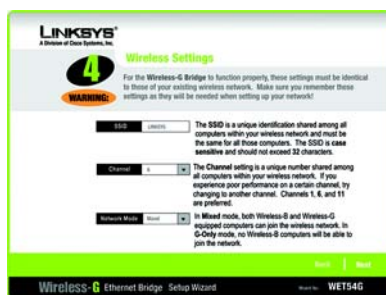 LINKSYS®
A Division of Cisco Systems, Inc.
4
WARNING:
Wireless Settings
For the Wireless-G Bridge to function properly, these settings must be identical
to those of your existing wireless network. Make sure you remember these
settings as they will be needed when setting up your network!
SSID
LINKSYS
The SSID is a unique identification shared among all
computers within your wireless network and must be
the same for all those computers. The SSID is case
sensitive and should not exceed 32 characters.
Channel
6
The Channel setting is a unique number shared among
all computers within your wireless network. If you
experience poor performance on a certain channel, try
changing to another channel. Channels 1, 6, and 11
are preferred.
Network Mode
Mixed
In Mixed mode, both Wireless-B and Wireless-G
equipped computers can join the wireless network. In
G-Only mode, no Wireless-B computers will be able to
join the network.
Back
Next
Wireless-G Ethernet Bridge Setup Wizard
Model No. WET54G